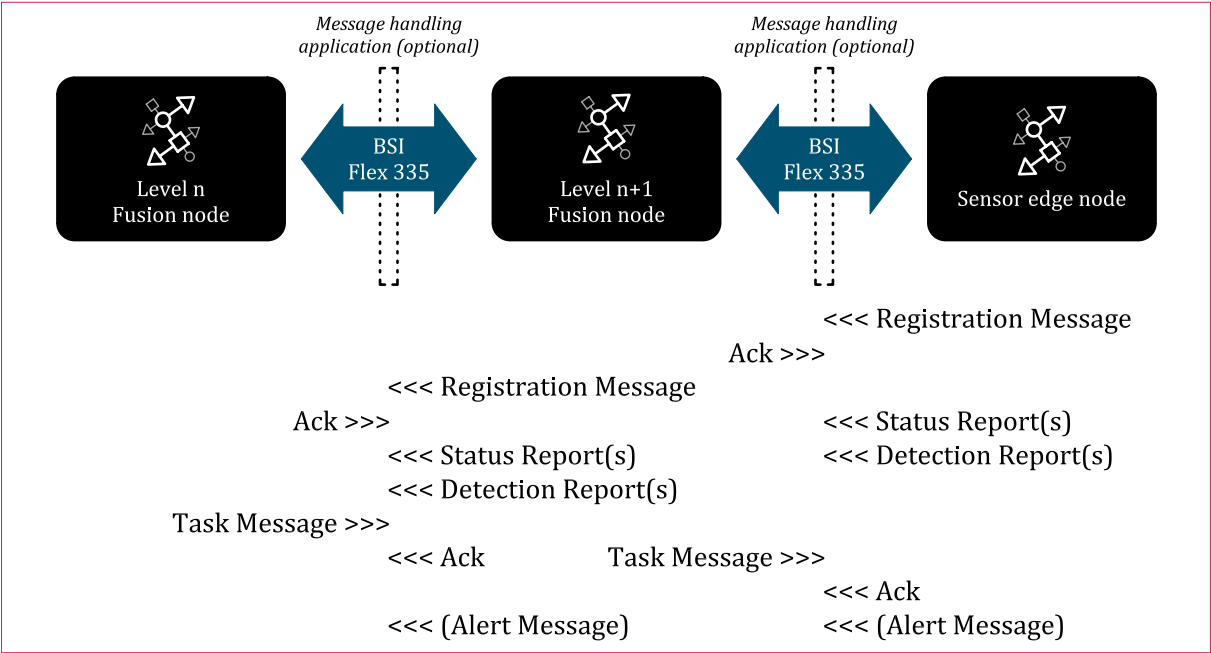 Message handling
application (optional)
Message handling
application (optional)
Level n
Fusion node
BSI
Flex 335
Level n+1
Fusion node
BSI
Flex 335
Sensor edge node
<<< Registration Message
Ack >>>
<<< Registration Message
Ack >>>
<<< Status Report(s)
<<< Status Report(s)
<<< Detection Report(s)
<<< Detection Report(s)
Task Message >>>
<<< Ack
Task Message >>>
<<< Ack
<<< (Alert Message)
<<< (Alert Message)